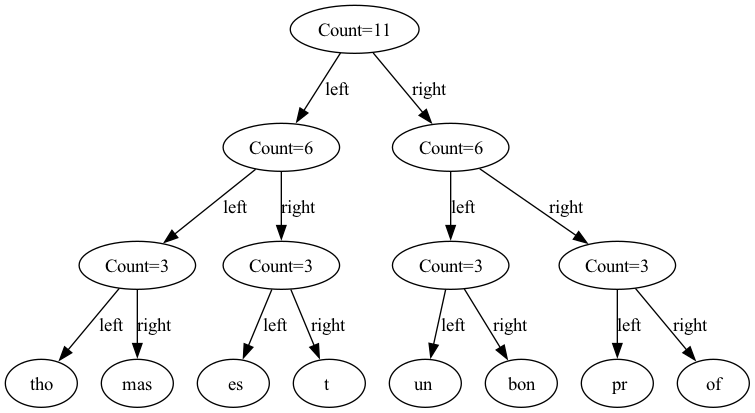 Count=11
left right
Count=6 Count=6
left right left right
Count=3 Count=3 Count=3 Count=3
left right left right left right left right
tho mas es t un bon pr of